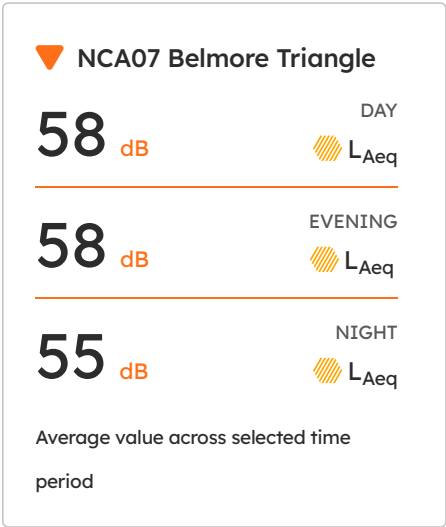 NCA07 Belmore Triangle
DAY
58 dB LAeq
EVENING
58 dB LAeq
NIGHT
55 dB LAeq
Average value across selected time
period